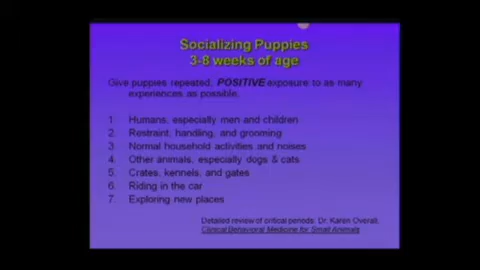 Socializing Puppies
3-8 weeks of age
Give puppies repeated, POSITIVE exposure to as many
experiences as possible.
1. Humans, especially men and children
2. Restraint, handling, and grooming
3. Normal household activities and noises
4. Other animals, especially dogs & cats
5. Crates, kennels, and gates
6. Riding in the car
7. Exploring new places
Detailed review of critical periods: Dr. Karen Overall,
Clinical Behavioral Medicine for Small Animals